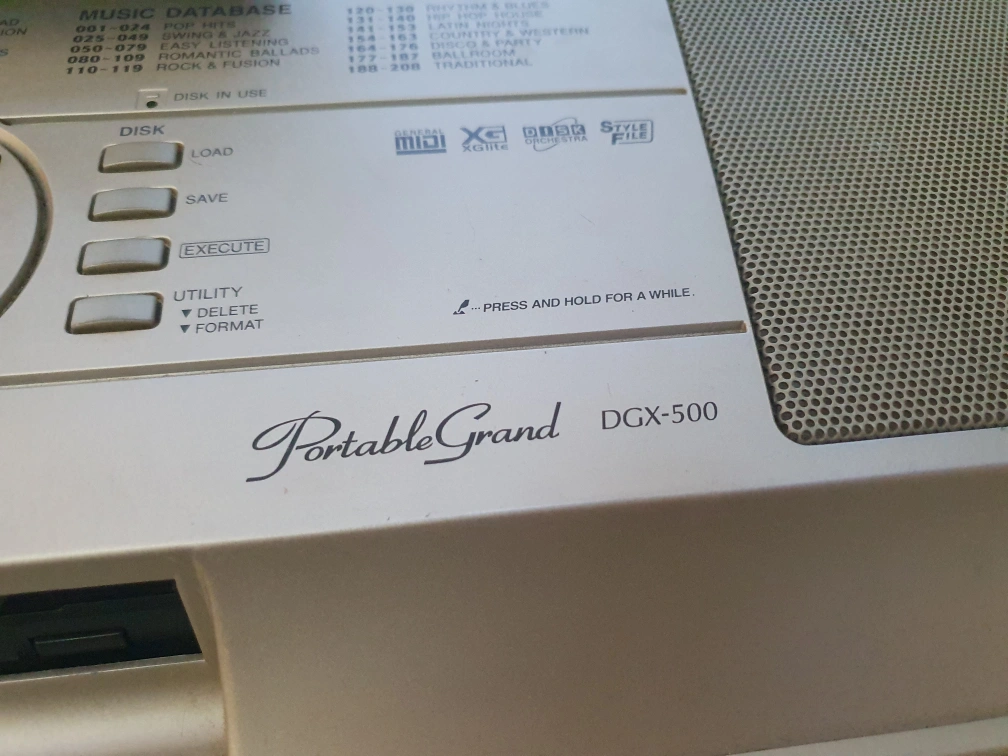 MUSIC DATABASE
001-024 POP HITS
025-049 SWING & JAZZ
050-079 EASY LISTENING
080-109 ROMANTIC BALLADS
110-119 ROCK & FUSION
120-130 RHYTHM & BLUES
131-140 HIP HOP HOUSE
141-153 LATIN NIGHTS
154-163 COUNTRY & WESTERN
164-176 DISCO & PARTY
177-187 BALLROOM
188-208 TRADITIONAL
DISK IN USE
DISK
LOAD
SAVE
EXECUTE
UTILITY
▼ DELETE
▼ FORMAT
GENERAL MIDI
XG XGlite
DISK ORCHESTRA
STYLE FILE
...PRESS AND HOLD FOR A WHILE.
Portable Grand DGX-500